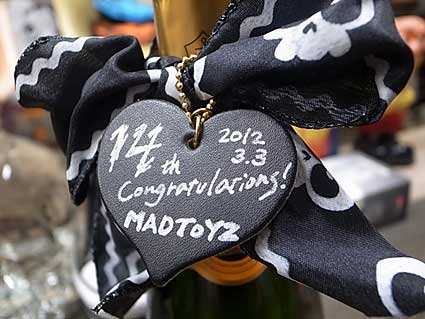 14th
2012
3.3
Congratulations!
MADTOYZ